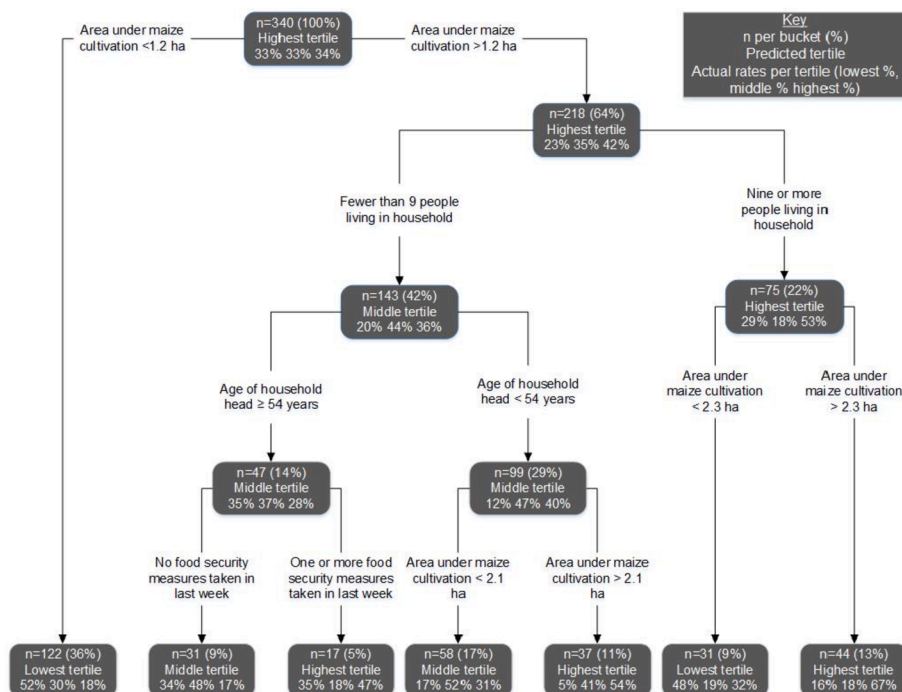 Area under maize
cultivation <1.2 ha
n=340 (100%)
Highest tertile
33% 33% 34%
Area under maize
cultivation >1.2 ha
Key
n per bucket (%)
Predicted tertile
Actual rates per tertile (lowest %,
middle % highest %)
n=218 (64%)
Highest tertile
23% 35% 42%
Fewer than 9 people
living in household
Nine or more
people living in
household
n=143 (42%)
Middle tertile
20% 44% 36%
n=75 (22%)
Highest tertile
29% 18% 53%
Age of household
head ≥ 54 years
Age of household
head < 54 years
Area under
maize cultivation
< 2.3 ha
Area under
maize cultivation
> 2.3 ha
n=47 (14%)
Middle tertile
35% 37% 28%
n=99 (29%)
Middle tertile
12% 47% 40%
No food security
measures taken in
last week
One or more food
security measures
taken in last week
Area under maize
cultivation < 2.1
ha
Area under maize
cultivation > 2.1
ha
n=122 (36%)
Lowest tertile
52% 30% 18%
n=31 (9%)
Middle tertile
34% 48% 17%
n=17 (5%)
Highest tertile
35% 18% 47%
n=58 (17%)
Middle tertile
17% 52% 31%
n=37 (11%)
Highest tertile
5% 41% 54%
n=31 (9%)
Lowest tertile
48% 19% 32%
n=44 (13%)
Highest tertile
16% 18% 67%